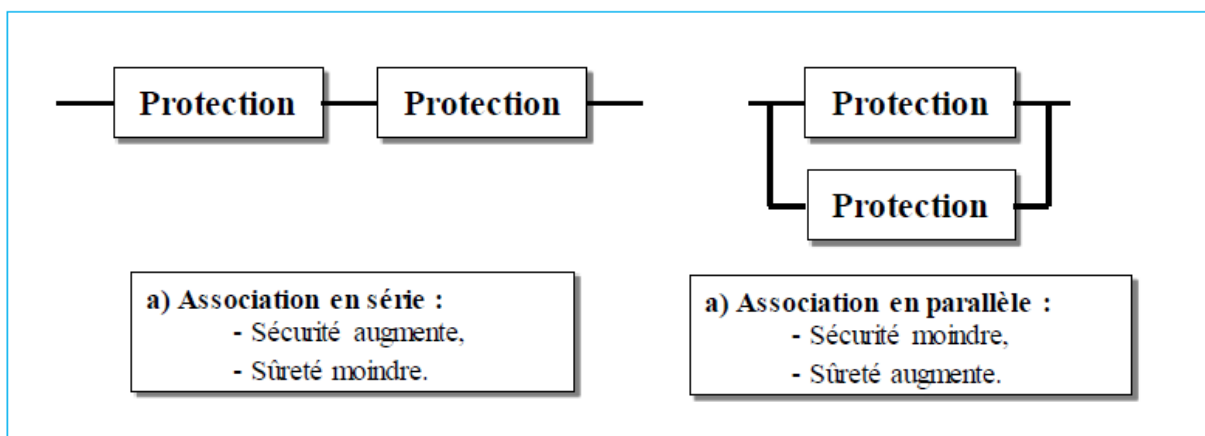 Protection
Protection
Protection
Protection
a) Association en série :
- Sécurité augmente,
- Sûreté moindre.
a) Association en parallèle :
- Sécurité moindre,
- Sûreté augmente.